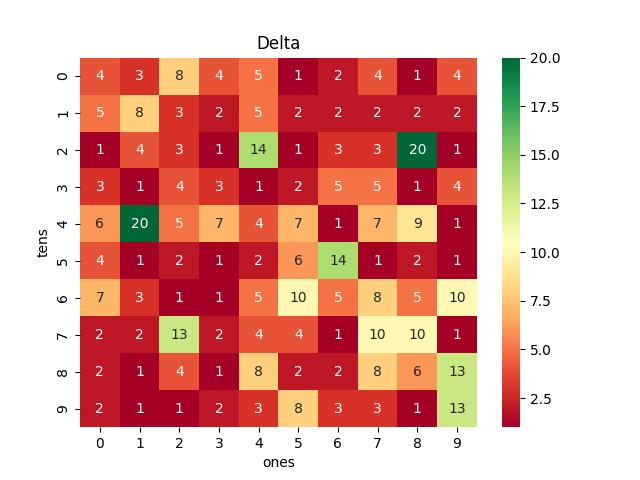 Delta
0 4 3 8 4 5 1 2 4 1 4
1 5 8 3 2 5 2 2 2 2 2
2 1 4 3 1 14 1 3 3 20 1
3 3 1 4 3 1 2 5 5 1 4
4 6 20 5 7 4 7 1 7 9 1
5 4 1 2 1 2 6 14 1 2 1
6 7 3 1 1 5 10 5 8 5 10
7 2 2 13 2 4 4 1 10 10 1
8 2 1 4 1 8 2 2 8 6 13
9 2 1 1 2 3 8 3 3 1 13
0 1 2 3 4 5 6 7 8 9
ones
tens
20.0
17.5
15.0
12.5
10.0
7.5
5.0
2.5